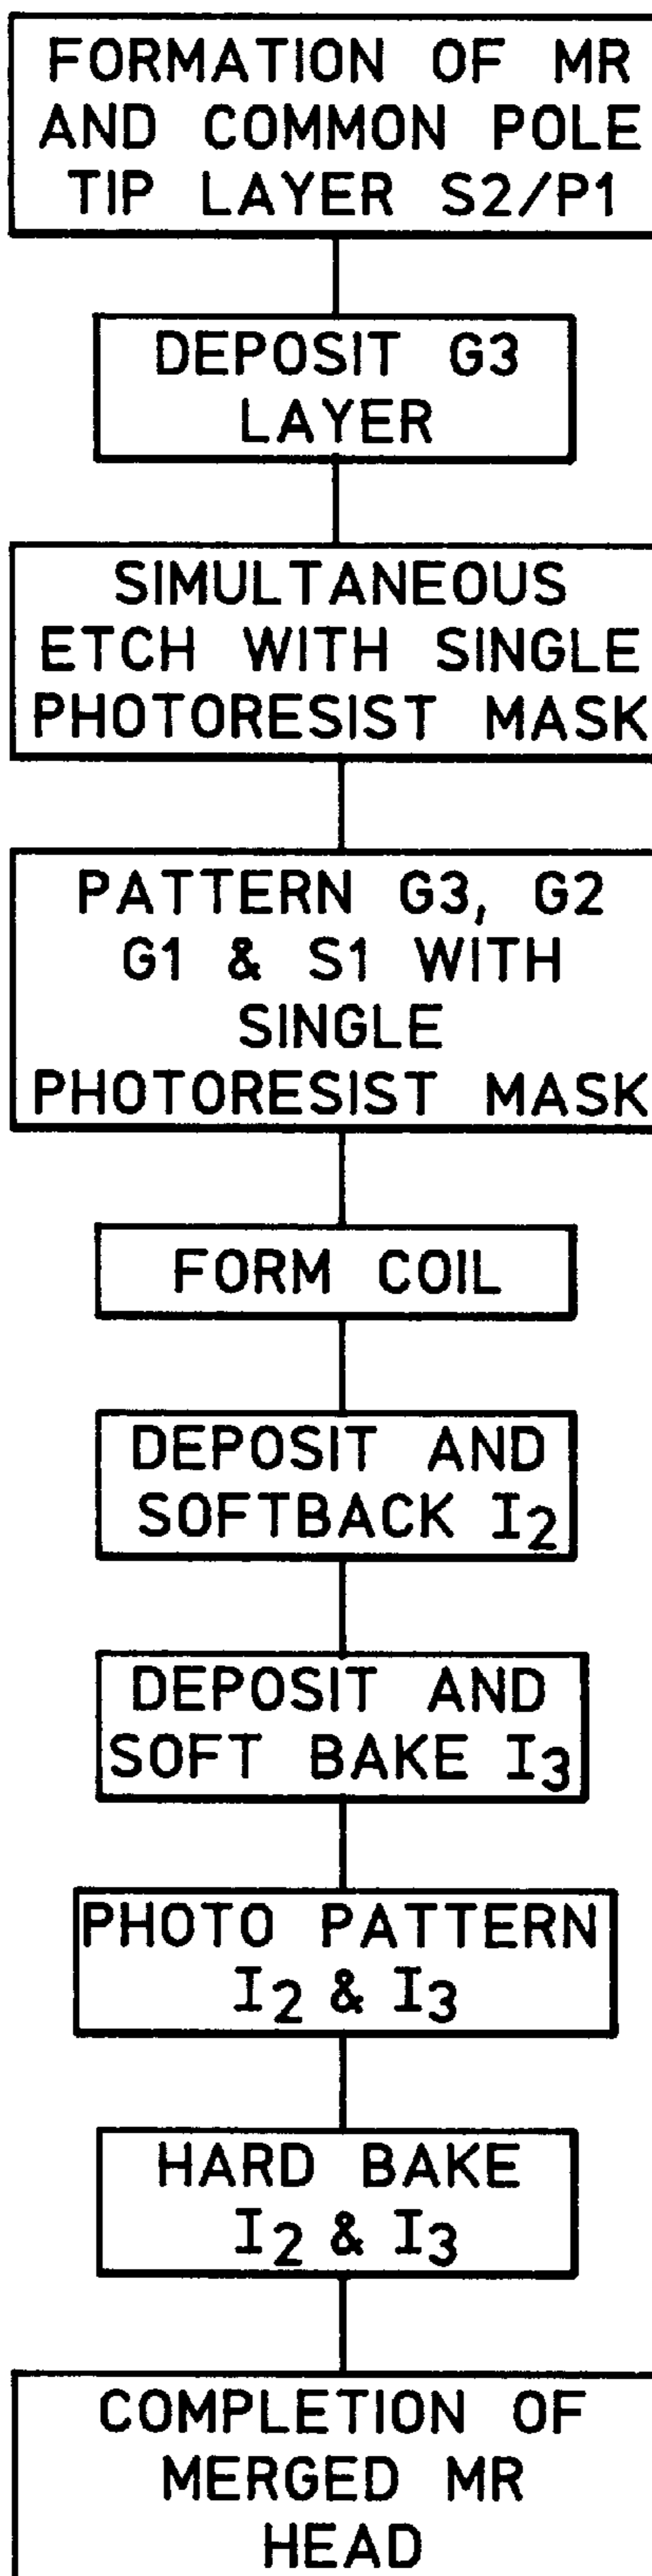 FORMATION OF MR
AND COMMON POLE
TIP LAYER S2/P1
DEPOSIT G3
LAYER
SIMULTANEOUS
ETCH WITH SINGLE
PHOTORESIST MASK
PATTERN G3, G2
G1 & S1 WITH
SINGLE
PHOTORESIST MASK
FORM COIL
DEPOSIT AND
SOFTBACK I2
DEPOSIT AND
SOFT BAKE I3
PHOTO PATTERN
I2 & I3
HARD BAKE
I2 & I3
COMPLETION OF
MERGED MR
HEAD